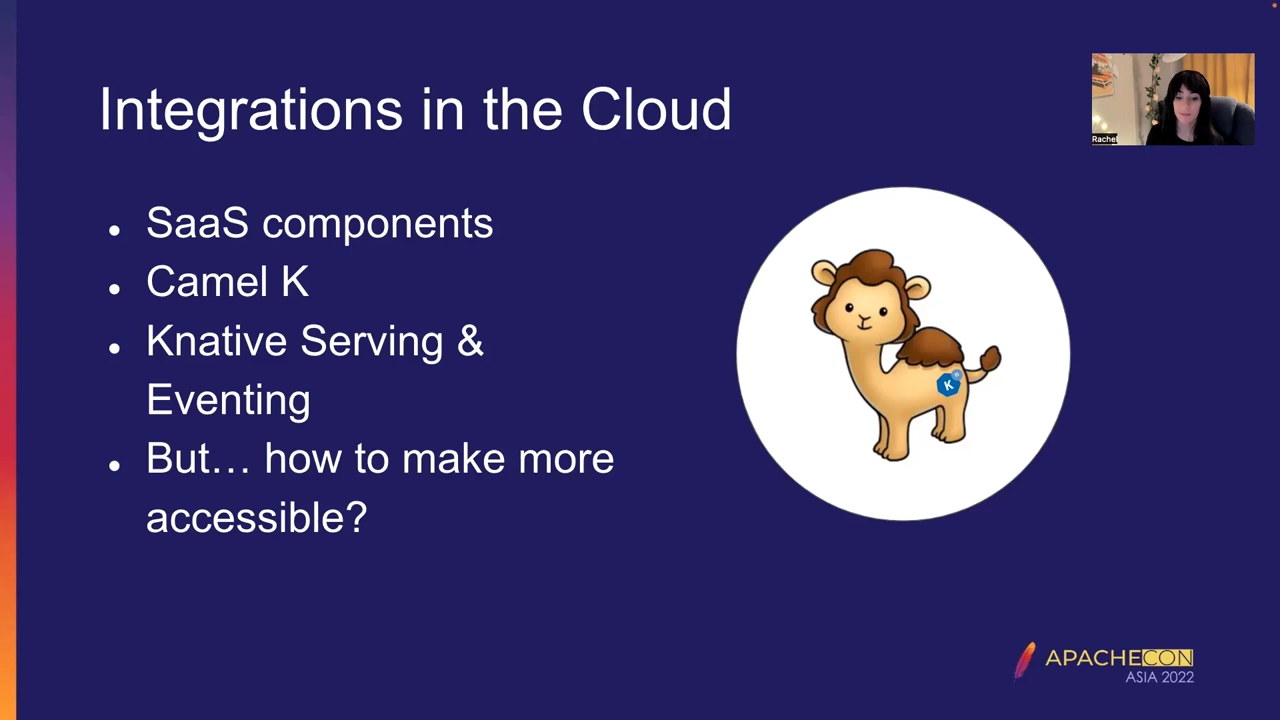 Integrations in the Cloud
Rachel
SaaS components
Camel K
Knative Serving &
Eventing
But… how to make more
accessible?
K
APACHECON
ASIA 2022